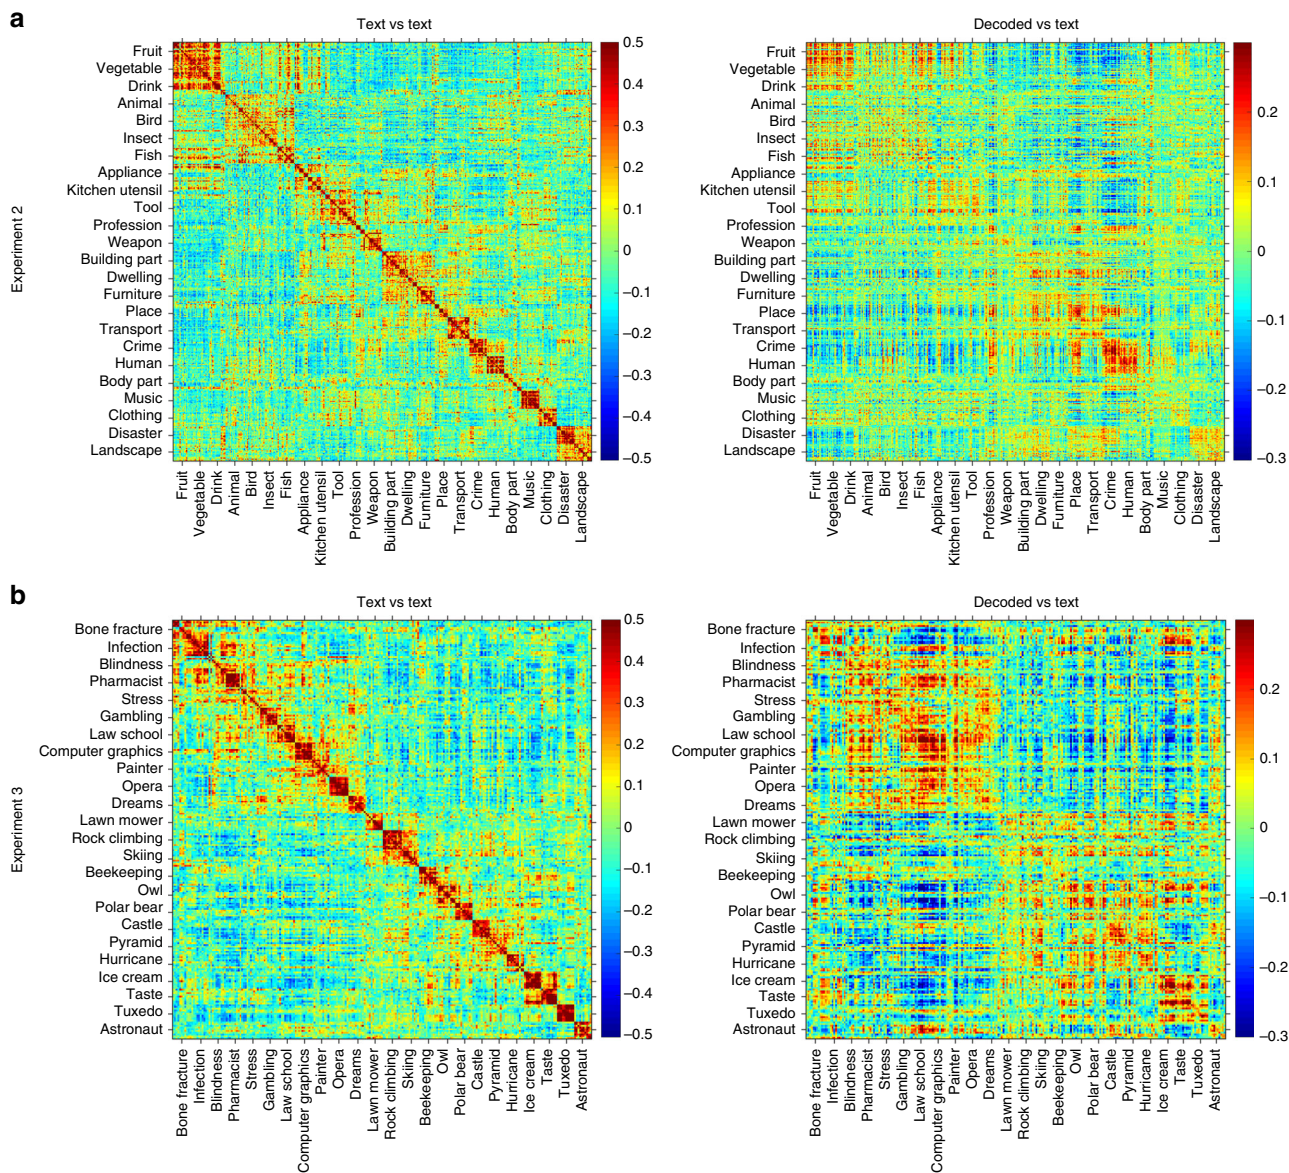 a
Text vs text
Decoded vs text
Experiment 2
Fruit
Vegetable
Drink
Animal
Bird
Insect
Fish
Appliance
Kitchen utensil
Tool
Profession
Weapon
Building part
Dwelling
Furniture
Place
Transport
Crime
Human
Body part
Music
Clothing
Disaster
Landscape
0.5
0.4
0.3
0.2
0.1
0
–0.1
–0.2
–0.3
–0.4
–0.5
Fruit
Vegetable
Drink
Animal
Bird
Insect
Fish
Appliance
Kitchen utensil
Tool
Profession
Weapon
Building part
Dwelling
Furniture
Place
Transport
Crime
Human
Body part
Music
Clothing
Disaster
Landscape
Fruit
Vegetable
Drink
Animal
Bird
Insect
Fish
Appliance
Kitchen utensil
Tool
Profession
Weapon
Building part
Dwelling
Furniture
Place
Transport
Crime
Human
Body part
Music
Clothing
Disaster
Landscape
0.2
0.1
0
–0.1
–0.2
–0.3
Fruit
Vegetable
Drink
Animal
Bird
Insect
Fish
Appliance
Kitchen utensil
Tool
Profession
Weapon
Building part
Dwelling
Furniture
Place
Transport
Crime
Human
Body part
Music
Clothing
Disaster
Landscape
b
Text vs text
Decoded vs text
Experiment 3
Bone fracture
Infection
Blindness
Pharmacist
Stress
Gambling
Law school
Computer graphics
Painter
Opera
Dreams
Lawn mower
Rock climbing
Skiing
Beekeeping
Owl
Polar bear
Castle
Pyramid
Hurricane
Ice cream
Taste
Tuxedo
Astronaut
0.5
0.4
0.3
0.2
0.1
0
–0.1
–0.2
–0.3
–0.4
–0.5
Bone fracture
Infection
Blindness
Pharmacist
Stress
Gambling
Law school
Computer graphics
Painter
Opera
Dreams
Lawn mower
Rock climbing
Skiing
Beekeeping
Owl
Polar bear
Castle
Pyramid
Hurricane
Ice cream
Taste
Tuxedo
Astronaut
Bone fracture
Infection
Blindness
Pharmacist
Stress
Gambling
Law school
Computer graphics
Painter
Opera
Dreams
Lawn mower
Rock climbing
Skiing
Beekeeping
Owl
Polar bear
Castle
Pyramid
Hurricane
Ice cream
Taste
Tuxedo
Astronaut
0.2
0.1
0
–0.1
–0.2
–0.3
Bone fracture
Infection
Blindness
Pharmacist
Stress
Gambling
Law school
Computer graphics
Painter
Opera
Dreams
Lawn mower
Rock climbing
Skiing
Beekeeping
Owl
Polar bear
Castle
Pyramid
Hurricane
Ice cream
Taste
Tuxedo
Astronaut